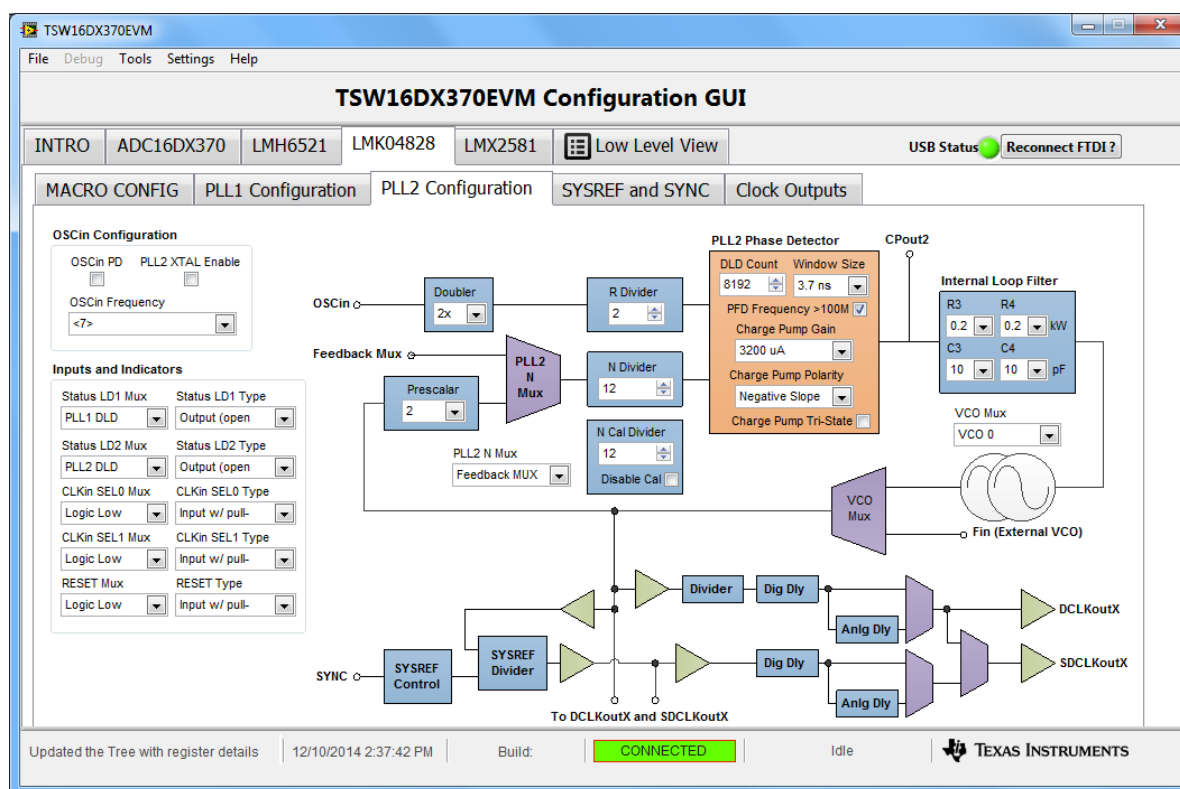 TSW16DX370EVM
File Debug Tools Settings Help
TSW16DX370EVM Configuration GUI
INTRO ADC16DX370 LMH6521 LMK04828 LMX2581 Low Level View USB Status Reconnect FTDI ?
MACRO CONFIG PLL1 Configuration PLL2 Configuration SYSREF and SYNC Clock Outputs
OSCin Configuration
OSCin PD PLL2 XTAL Enable
OSCin Frequency
<7>
Inputs and Indicators
Status LD1 Mux Status LD1 Type
PLL1 DLD Output (open
Status LD2 Mux Status LD2 Type
PLL2 DLD Output (open
CLKin SEL0 Mux CLKin SEL0 Type
Logic Low Input w/ pull-
CLKin SEL1 Mux CLKin SEL1 Type
Logic Low Input w/ pull-
RESET Mux RESET Type
Logic Low Input w/ pull-
OSCin
Doubler
2x
R Divider
2
Feedback Mux
PLL2
N
Mux
Prescalar
2
N Divider
12
N Cal Divider
12
Disable Cal
PLL2 N Mux
Feedback MUX
PLL2 Phase Detector
DLD Count Window Size
8192 3.7 ns
PFD Frequency >100M
Charge Pump Gain
3200 uA
Charge Pump Polarity
Negative Slope
Charge Pump Tri-State
CPout2
Internal Loop Filter
R3 R4
0.2 0.2 kW
C3 C4
10 10 pF
VCO Mux
VCO 0
VCO
Mux
Fin (External VCO)
Divider Dig Dly
Anlg Dly
DCLKoutX
SYNC
SYSREF
Control
SYSREF
Divider
Dig Dly
Anlg Dly
SDCLKoutX
To DCLKoutX and SDCLKoutX
Updated the Tree with register details 12/10/2014 2:37:42 PM Build: CONNECTED Idle TEXAS INSTRUMENTS